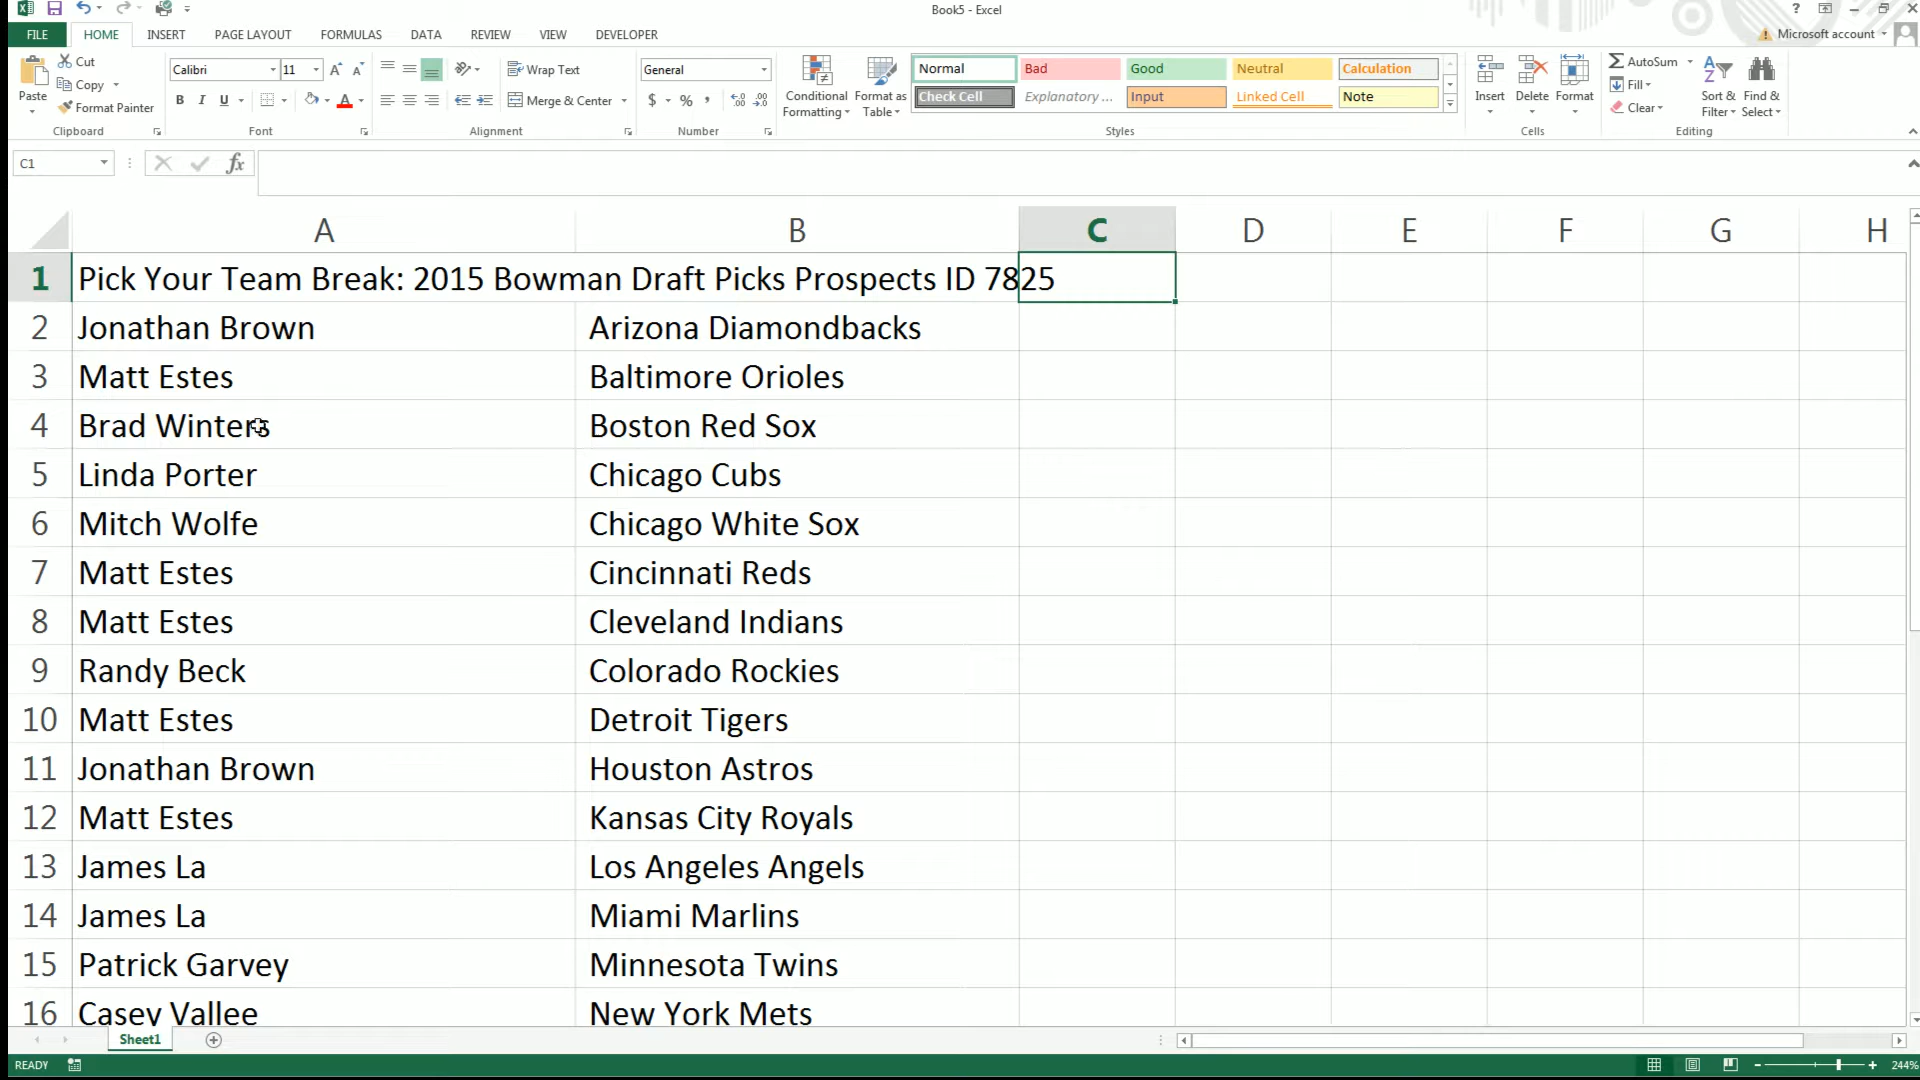 Book5 - Excel
?
FILE HOME INSERT PAGE LAYOUT FORMULAS DATA REVIEW VIEW DEVELOPER Microsoft account
Cut
Copy
Format Painter
Paste
Clipboard
Calibri 11
B I U A
Font
Wrap Text
Merge & Center
Alignment
General
$ % ,
Number
Conditional Formatting
Format as Table
Normal Bad Good Neutral Calculation
Check Cell Explanatory ... Input Linked Cell Note
Styles
Insert Delete Format
Cells
AutoSum
Fill
Clear
Sort & Filter
Find & Select
Editing
C1 fx
A B C D E F G H
1 Pick Your Team Break: 2015 Bowman Draft Picks Prospects ID 7825
2 Jonathan Brown Arizona Diamondbacks
3 Matt Estes Baltimore Orioles
4 Brad Winters Boston Red Sox
5 Linda Porter Chicago Cubs
6 Mitch Wolfe Chicago White Sox
7 Matt Estes Cincinnati Reds
8 Matt Estes Cleveland Indians
9 Randy Beck Colorado Rockies
10 Matt Estes Detroit Tigers
11 Jonathan Brown Houston Astros
12 Matt Estes Kansas City Royals
13 James La Los Angeles Angels
14 James La Miami Marlins
15 Patrick Garvey Minnesota Twins
16 Casey Vallee New York Mets
Sheet1
READY 244%